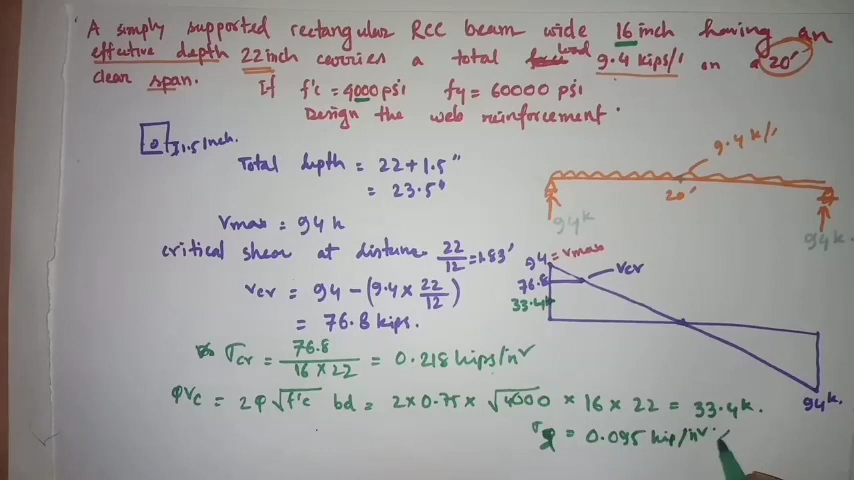 A simply supported rectangular RCC beam wide 16 inch having an
effective depth 22 inch carries a total load 9.4 kips/' on a 20'
clear span. If f'c = 4000 psi fy = 60000 psi
Design the web reinforcement.
1.5 inch.
Total depth = 22 + 1.5"
= 23.5"
9.4 k/'
20'
94k
94k.
Vmax = 94 k
critical shear at distance 22/12 = 1.83'
94 = Vmax
Vcr
76.8
33.4k
Vcr = 94 - (9.4 × 22/12)
= 76.8 kips.
σcr = 76.8/16 × 22 = 0.218 kips/in²
94 k.
φVc = 2φ √f'c bd = 2 × 0.75 × √4000 × 16 × 22 = 33.4 k.
= 0.095 kip/in².